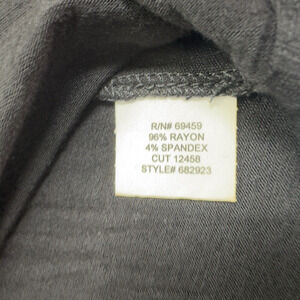 R/N# 69459
96% RAYON
4% SPANDEX
CUT 12458
STYLE# 682923